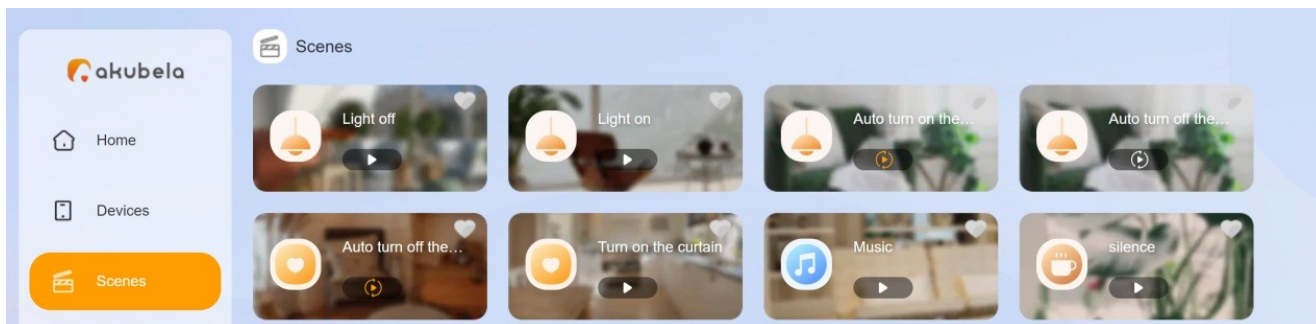 akubela
Scenes
Light off
Light on
Auto turn on the...
Auto turn off the...
Home
Devices
Auto turn off the...
Turn on the curtain
Music
silence
Scenes